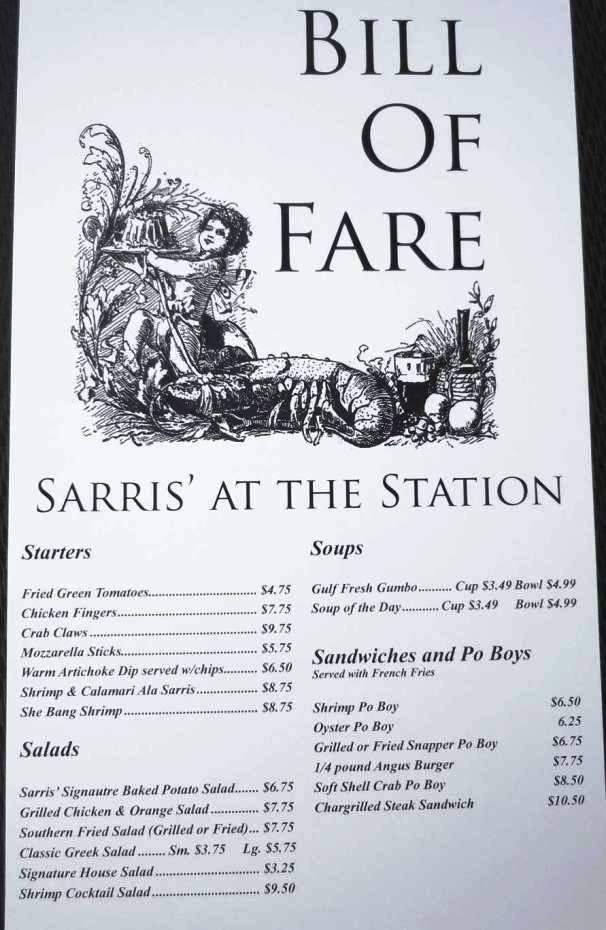 BILL
OF
FARE
SARRIS' AT THE STATION
Starters
Fried Green Tomatoes................................ $4.75
Chicken Fingers.......................................... $7.75
Crab Claws .................................................. $9.75
Mozzarella Sticks......................................... $5.75
Warm Artichoke Dip served w/chips.......... $6.50
Shrimp & Calamari Ala Sarris.................. $8.75
She Bang Shrimp ........................................ $8.75
Salads
Sarris' Signautre Baked Potato Salad....... $6.75
Grilled Chicken & Orange Salad .............. $7.75
Southern Fried Salad (Grilled or Fried)... $7.75
Classic Greek Salad ........ Sm. $3.75 Lg. $5.75
Signature House Salad ............................... $3.25
Shrimp Cocktail Salad ................................ $9.50
Soups
Gulf Fresh Gumbo.......... Cup $3.49 Bowl $4.99
Soup of the Day........... Cup $3.49 Bowl $4.99
Sandwiches and Po Boys
Served with French Fries
Shrimp Po Boy $6.50
Oyster Po Boy 6.25
Grilled or Fried Snapper Po Boy $6.75
1/4 pound Angus Burger $7.75
Soft Shell Crab Po Boy $8.50
Chargrilled Steak Sandwich $10.50